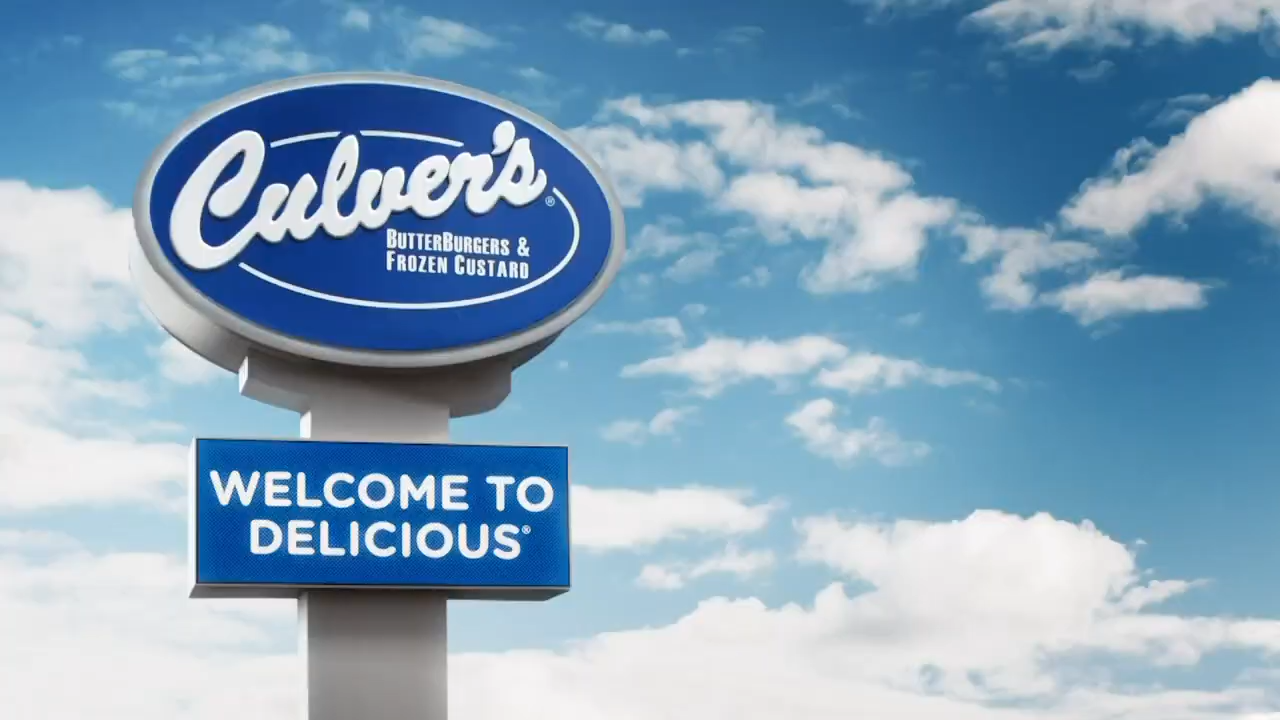 Culver's®
ButterBurgers &
Frozen Custard
WELCOME TO
DELICIOUS®